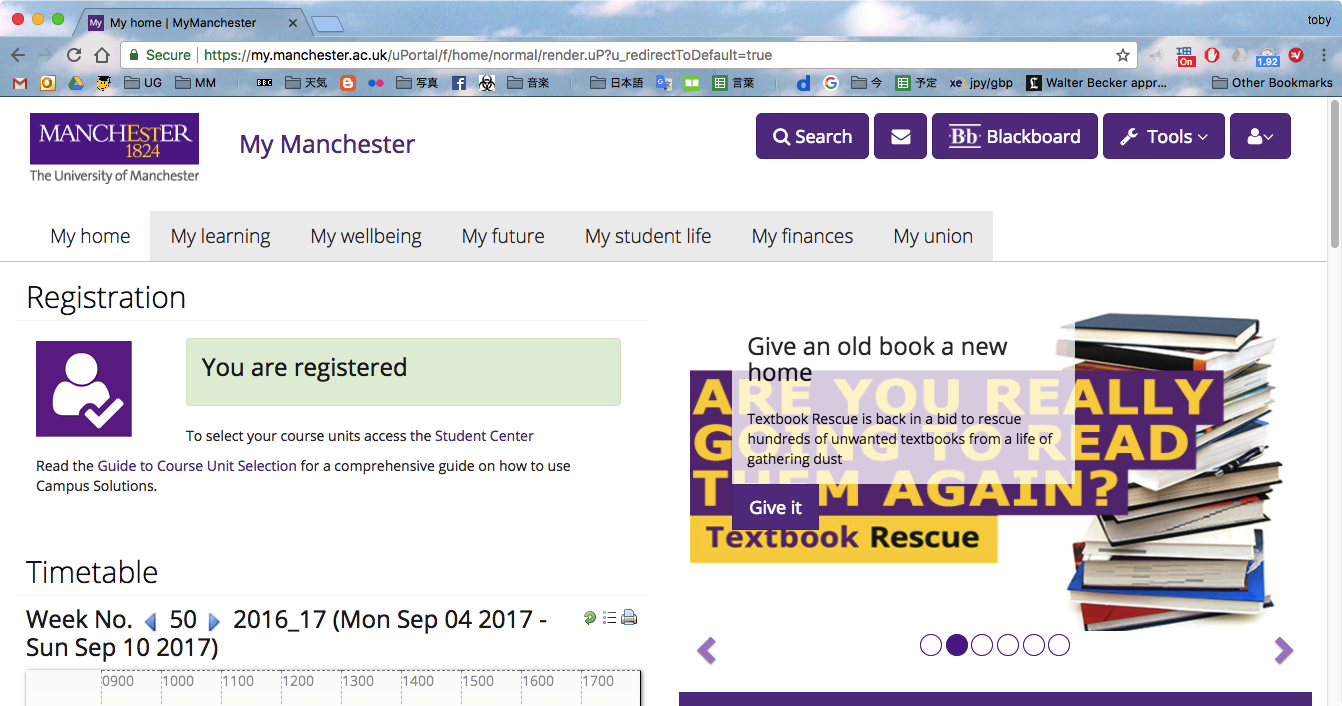 My home | MyManchester
toby
Secure | https://my.manchester.ac.uk/uPortal/f/home/normal/render.uP?u_redirectToDefault=true
On
1.92
UG
MM
BBC
天気
写真
音楽
日本語
言葉
今
予定
xe jpy/gbp
Walter Becker appr...
Other Bookmarks
MANCHESTER
1824
The University of Manchester
My Manchester
Search
Bb Blackboard
Tools
My home
My learning
My wellbeing
My future
My student life
My finances
My union
Registration
You are registered
To select your course units access the Student Center
Read the Guide to Course Unit Selection for a comprehensive guide on how to use
Campus Solutions.
Timetable
Week No. 50 2016_17 (Mon Sep 04 2017 -
Sun Sep 10 2017)
0900 1000 1100 1200 1300 1400 1500 1600 1700
Give an old book a new
home
Textbook Rescue is back in a bid to rescue
hundreds of unwanted textbooks from a life of
gathering dust
Give it
ARE YOU REALLY
GOING TO READ
THEM AGAIN?
Textbook Rescue